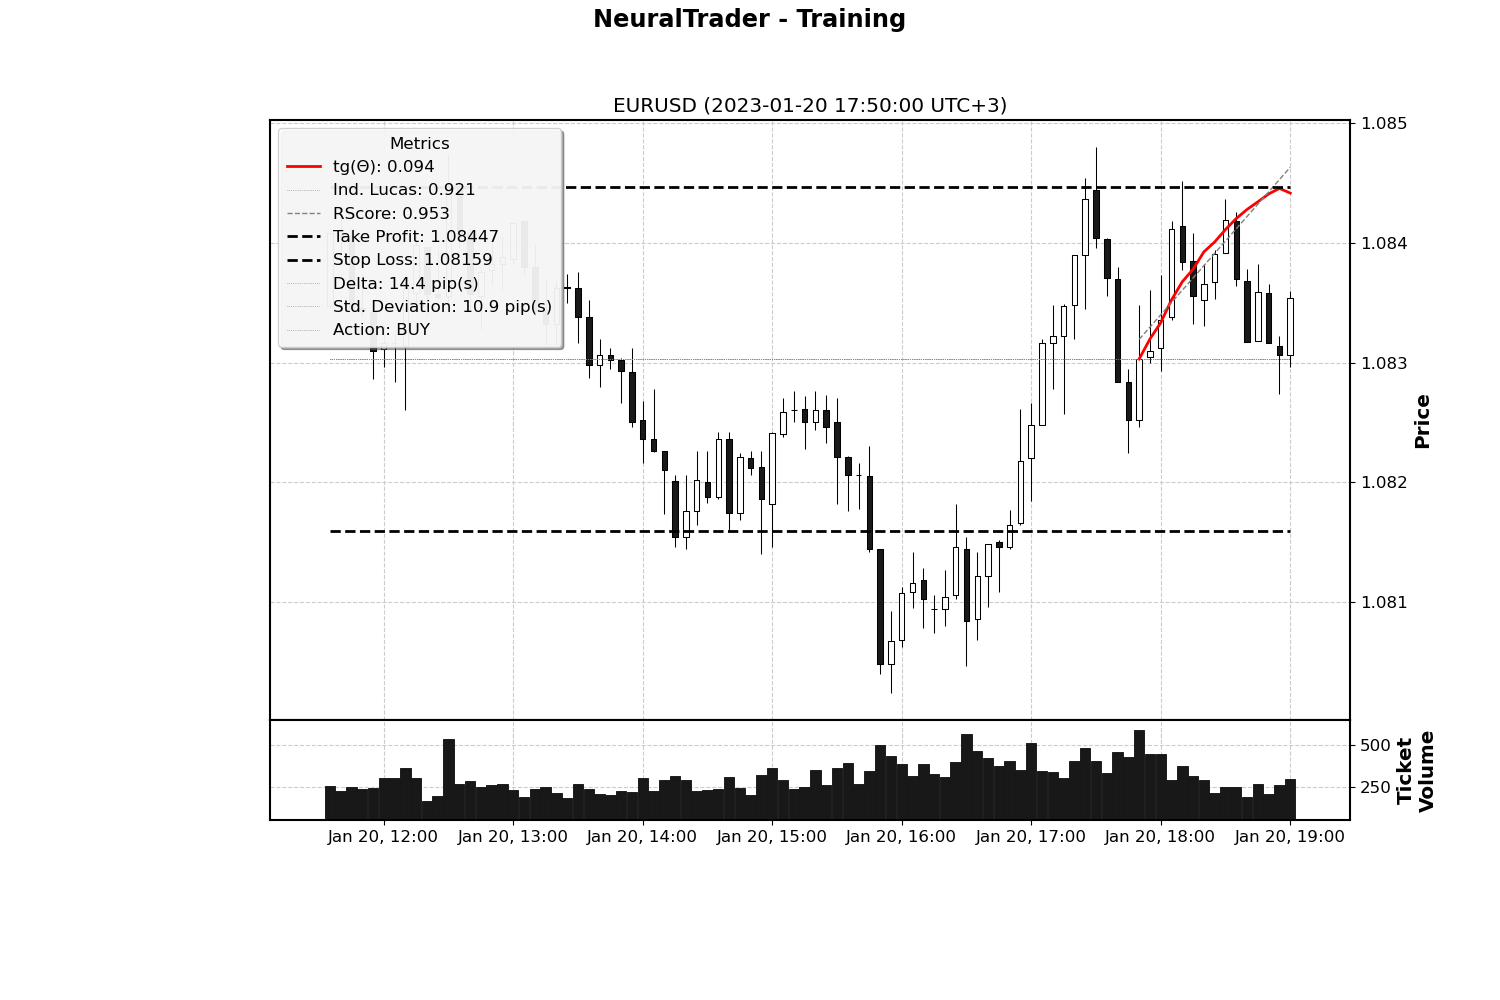 NeuralTrader - Training
EURUSD (2023-01-20 17:50:00 UTC+3)
Metrics
tg(Θ): 0.094
Ind. Lucas: 0.921
RScore: 0.953
Take Profit: 1.08447
Stop Loss: 1.08159
Delta: 14.4 pip(s)
Std. Deviation: 10.9 pip(s)
Action: BUY
1.085
1.084
1.083
1.082
1.081
Price
500
250
Ticket
Volume
Jan 20, 12:00
Jan 20, 13:00
Jan 20, 14:00
Jan 20, 15:00
Jan 20, 16:00
Jan 20, 17:00
Jan 20, 18:00
Jan 20, 19:00